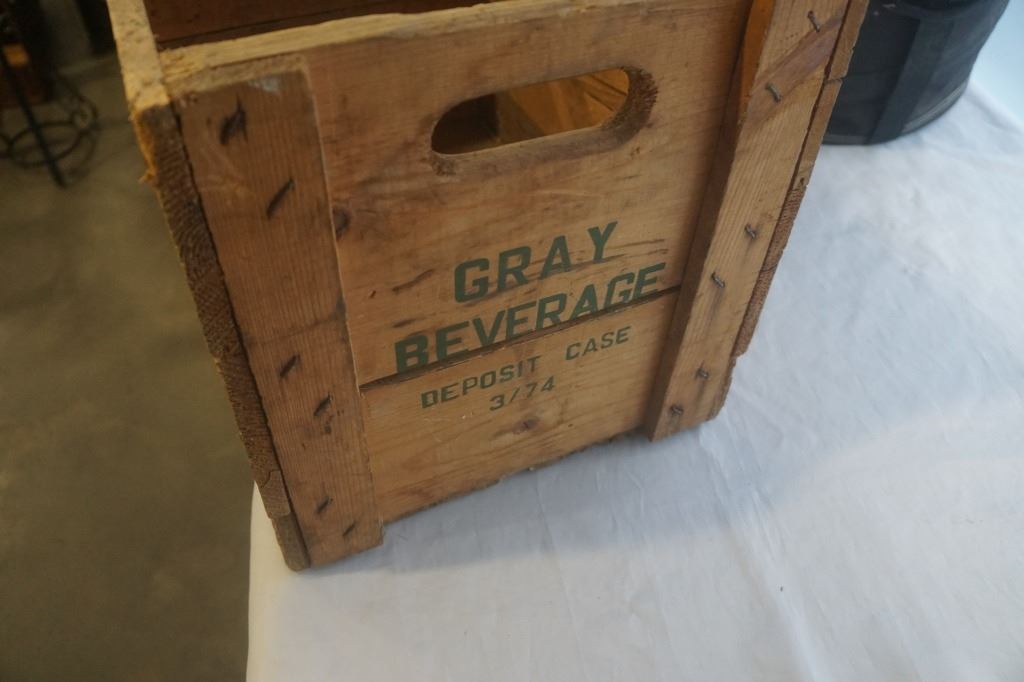 GRAY
BEVERAGE
DEPOSIT CASE
3/74